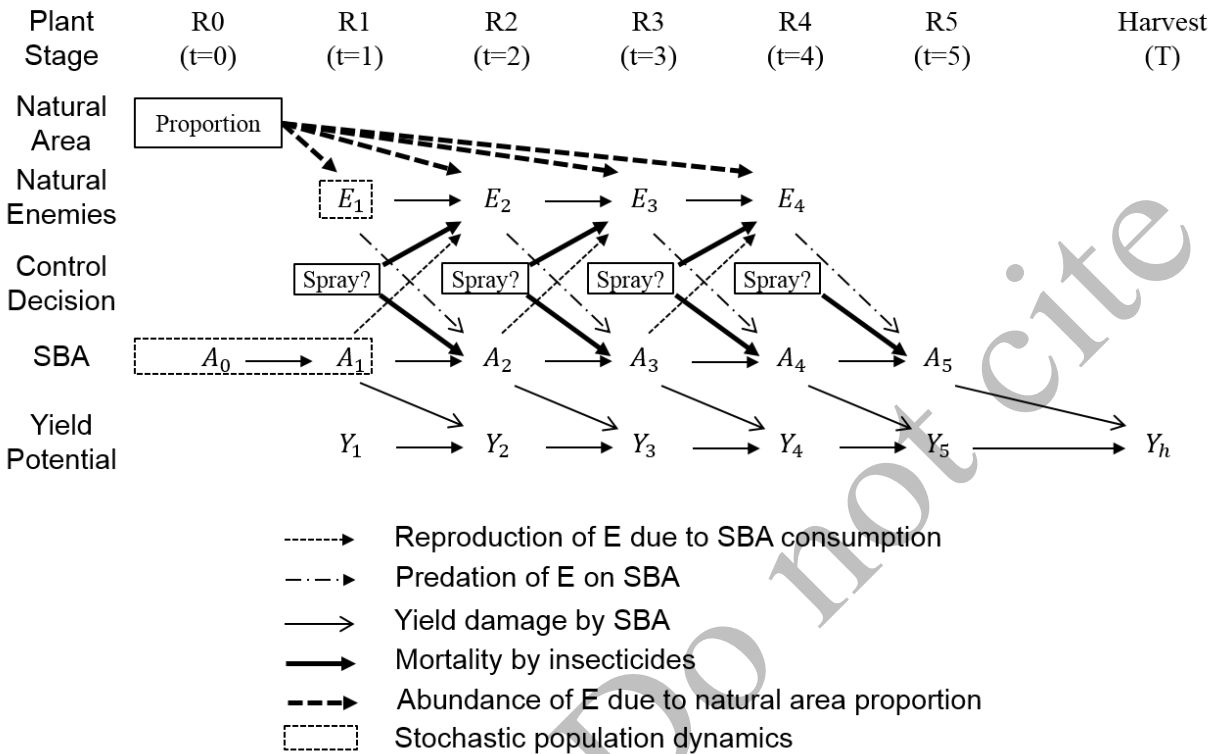 Plant Stage R0 (t=0) R1 (t=1) R2 (t=2) R3 (t=3) R4 (t=4) R5 (t=5) Harvest (T)
Natural Area Proportion
Natural Enemies E₁ E₂ E₃ E₄
Control Decision Spray? Spray? Spray? Spray?
SBA A₀ A₁ A₂ A₃ A₄ A₅
Yield Potential Y₁ Y₂ Y₃ Y₄ Y₅ Yₕ
Reproduction of E due to SBA consumption
Predation of E on SBA
Yield damage by SBA
Mortality by insecticides
Abundance of E due to natural area proportion
Stochastic population dynamics
Do not cite